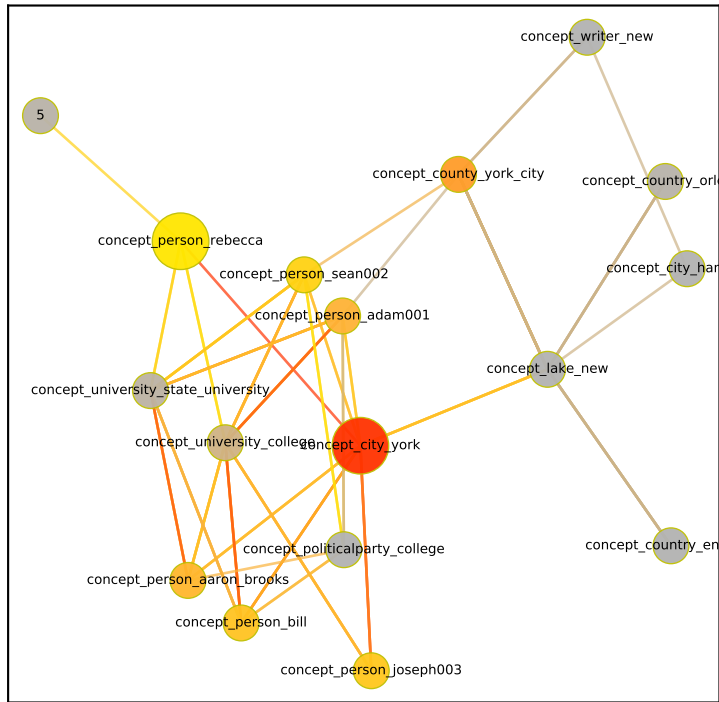 concept_writer_new
5
concept_county_york_city
concept_country_orl
concept_person_rebecca
concept_person_sean002
concept_city_har
concept_person_adam001
concept_lake_new
concept_university_state_university
concept_university_college
concept_city_york
concept_politicalparty_college
concept_country_en
concept_person_aaron_brooks
concept_person_bill
concept_person_joseph003